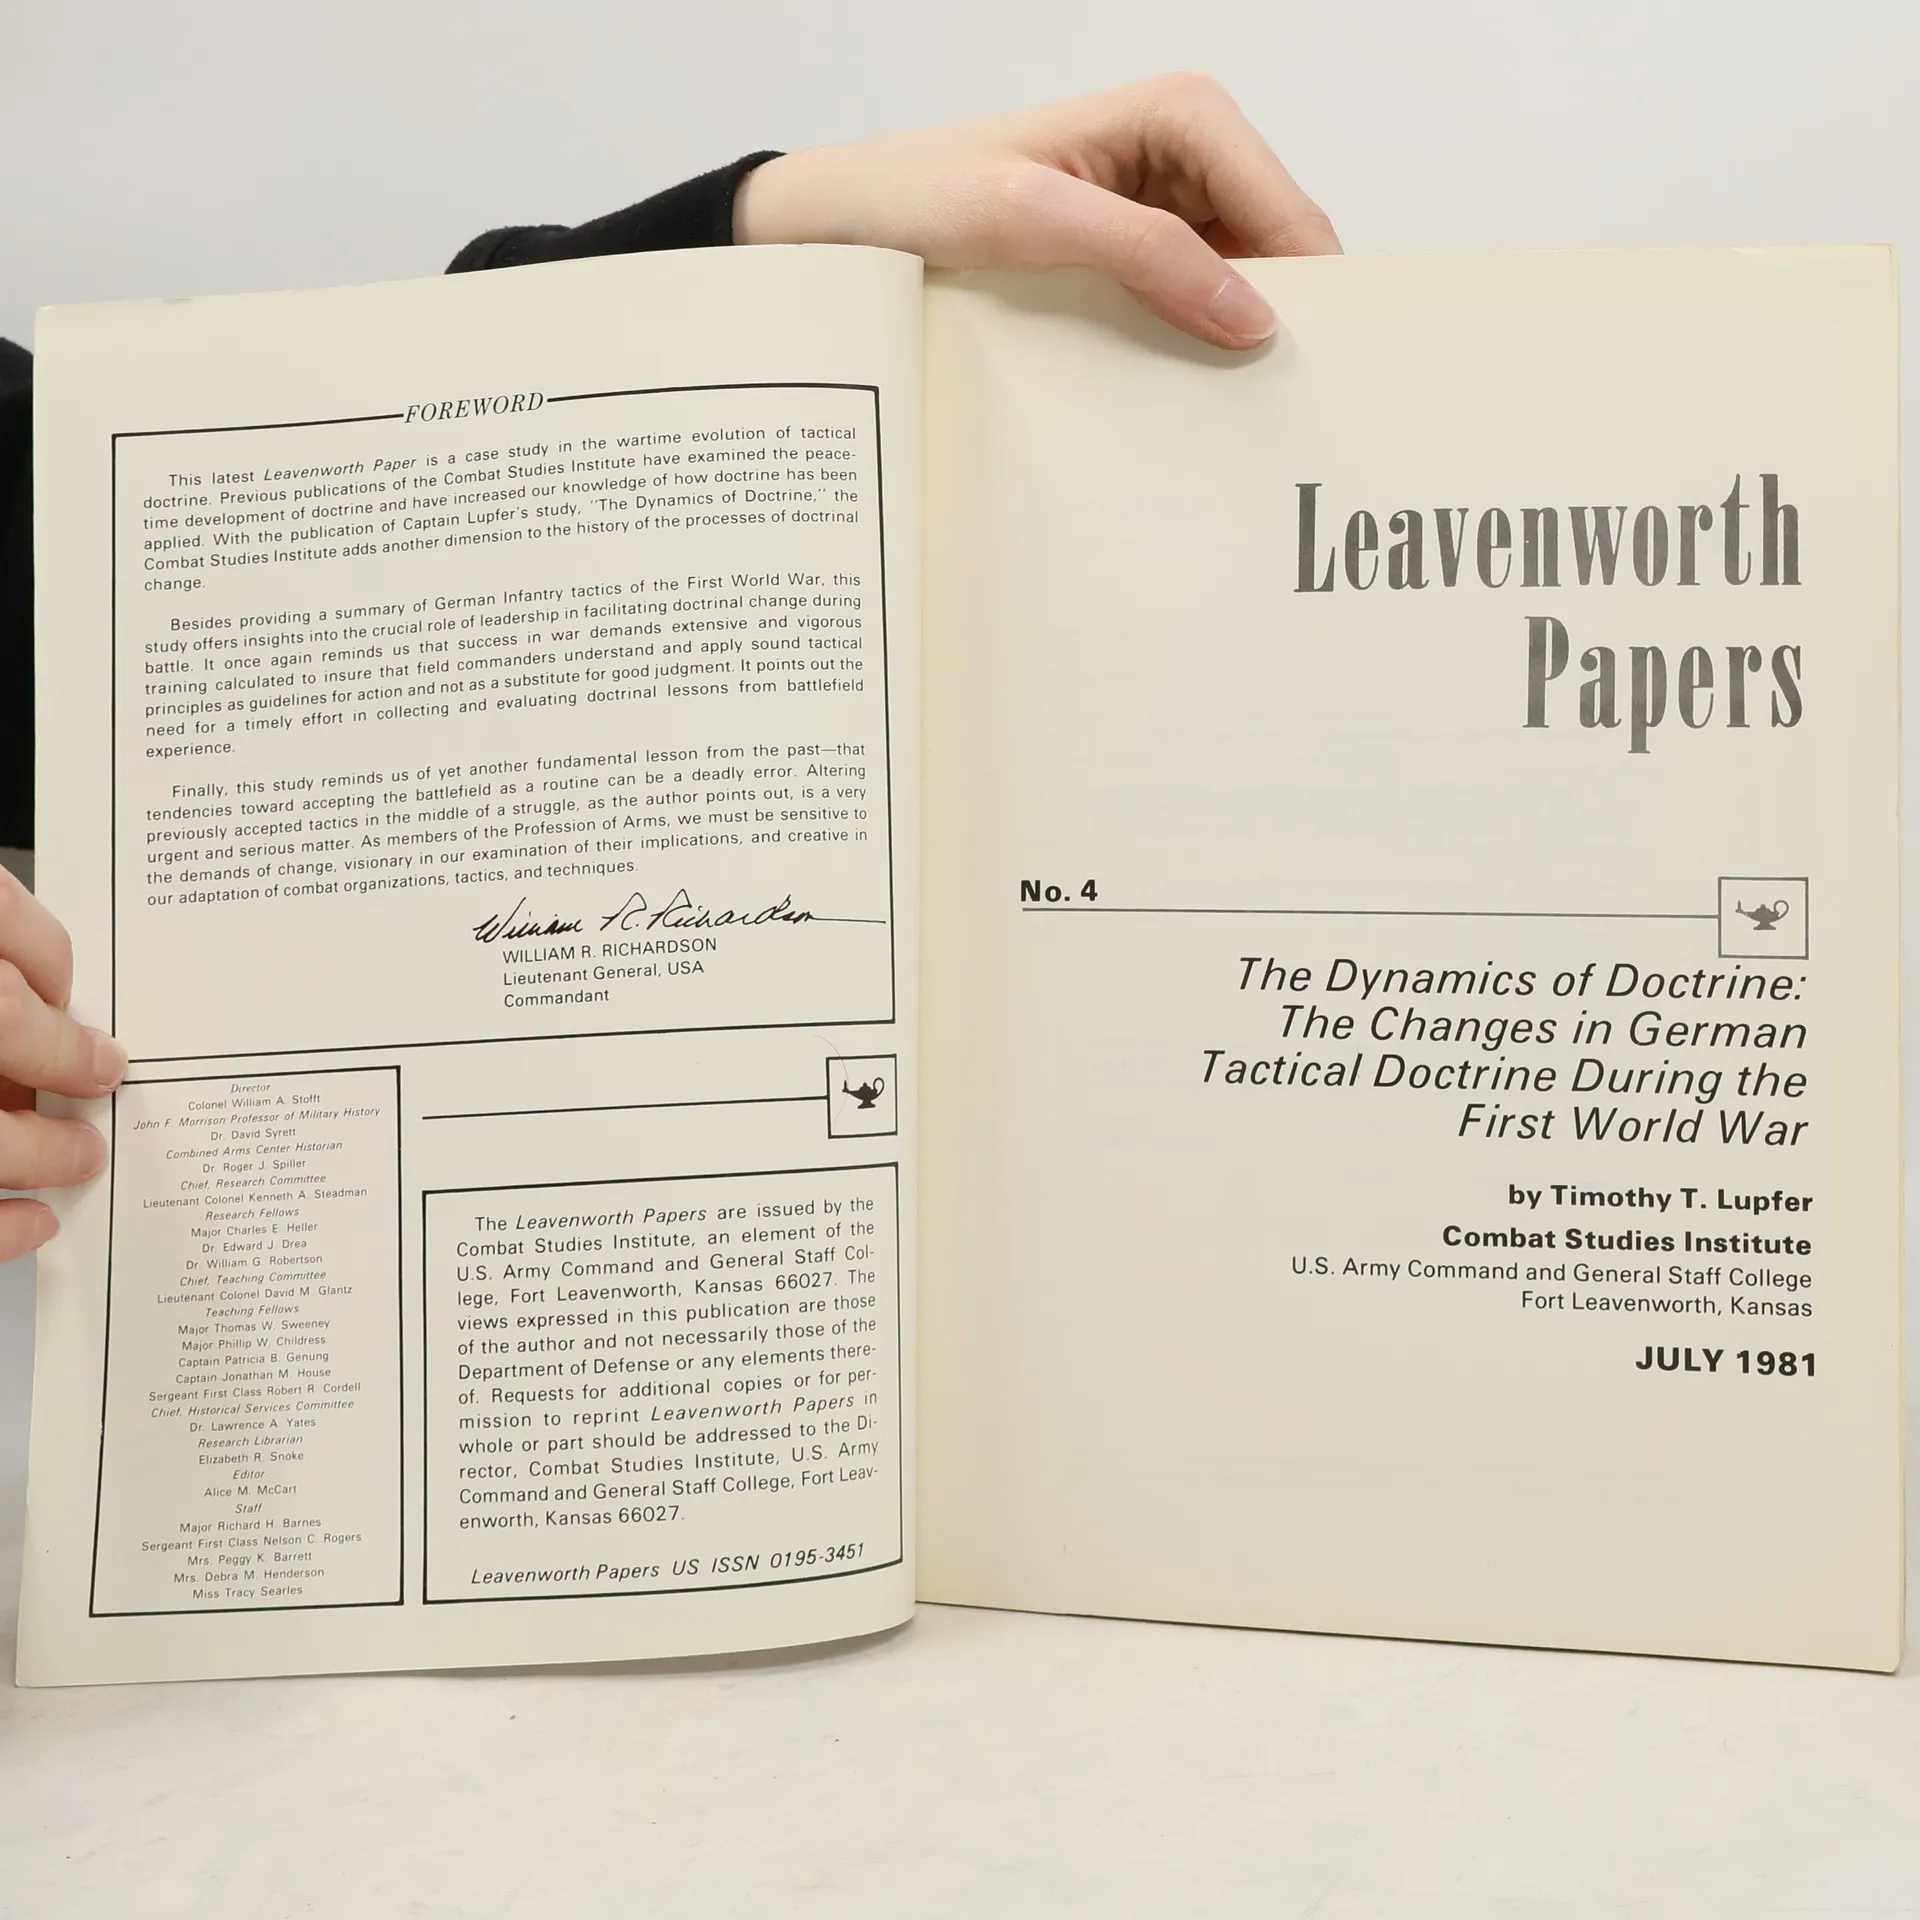 FOREWORD
This latest Leavenworth Paper is a case study in the wartime evolution of tactical
doctrine. Previous publications of the Combat Studies Institute have examined the peace-
time development of doctrine and have increased our knowledge of how doctrine has been
applied. With the publication of Captain Lupfer's study, "The Dynamics of Doctrine," the
Combat Studies Institute adds another dimension to the history of the processes of doctrinal
change.
Besides providing a summary of German Infantry tactics of the First World War, this
study offers insights into the crucial role of leadership in facilitating doctrinal change during
battle. It once again reminds us that success in war demands extensive and vigorous
training calculated to insure that field commanders understand and apply sound tactical
principles as guidelines for action and not as a substitute for good judgment. It points out the
need for a timely effort in collecting and evaluating doctrinal lessons from battlefield
experience.
Finally, this study reminds us of yet another fundamental lesson from the past—that
tendencies toward accepting the battlefield as a routine can be a deadly error. Altering
previously accepted tactics in the middle of a struggle, as the author points out, is a very
urgent and serious matter. As members of the Profession of Arms, we must be sensitive to
the demands of change, visionary in our examination of their implications, and creative in
our adaptation of combat organizations, tactics, and techniques.
William R. Richardson
WILLIAM R. RICHARDSON
Lieutenant General, USA
Commandant
Director
Colonel William A. Stofft
John F. Morrison Professor of Military History
Dr. David Syrett
Combined Arms Center Historian
Dr. Roger J. Spiller
Chief, Research Committee
Lieutenant Colonel Kenneth A. Steadman
Research Fellows
Major Charles E. Heller
Dr. Edward J. Drea
Dr. William G. Robertson
Chief, Teaching Committee
Lieutenant Colonel David M. Glantz
Teaching Fellows
Major Thomas W. Sweeney
Major Phillip W. Childress
Captain Patricia B. Genung
Captain Jonathan M. House
Sergeant First Class Robert R. Cordell
Chief, Historical Services Committee
Dr. Lawrence A. Yates
Research Librarian
Elizabeth R. Snoke
Editor
Alice M. McCart
Staff
Major Richard H. Barnes
Sergeant First Class Nelson C. Rogers
Mrs. Peggy K. Barrett
Mrs. Debra M. Henderson
Miss Tracy Searles
The Leavenworth Papers are issued by the
Combat Studies Institute, an element of the
U.S. Army Command and General Staff Col-
lege, Fort Leavenworth, Kansas 66027. The
views expressed in this publication are those
of the author and not necessarily those of the
Department of Defense or any elements there-
of. Requests for additional copies or for per-
mission to reprint Leavenworth Papers in
whole or part should be addressed to the Di-
rector, Combat Studies Institute, U.S. Army
Command and General Staff College, Fort Leav-
enworth, Kansas 66027.
Leavenworth Papers US ISSN 0195-3451
Leavenworth
Papers
No. 4
The Dynamics of Doctrine:
The Changes in German
Tactical Doctrine During the
First World War
by Timothy T. Lupfer
Combat Studies Institute
U.S. Army Command and General Staff College
Fort Leavenworth, Kansas
JULY 1981